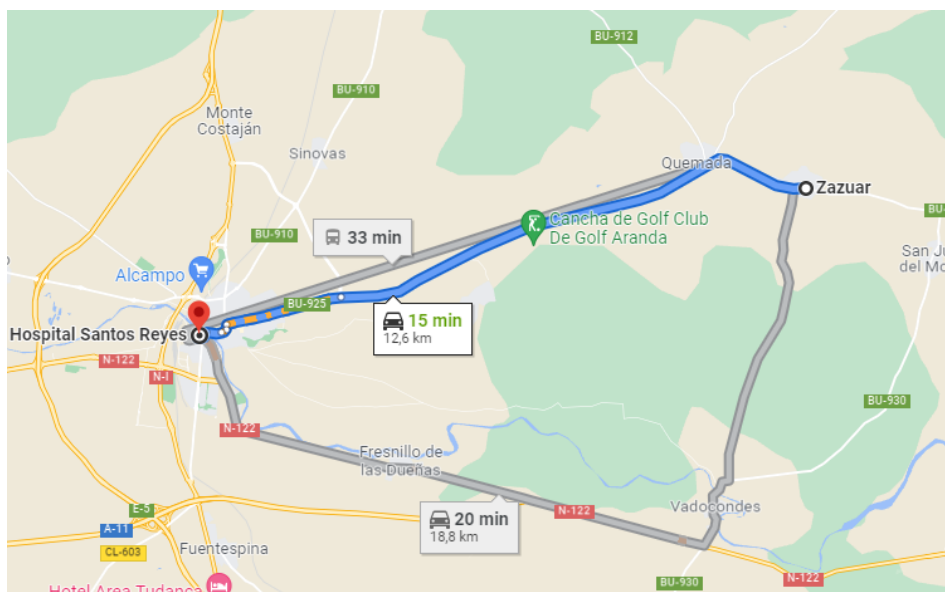 BU-912
BU-910
Monte
Costaján
Sinovas
Quemada
Zazuar
Cancha de Golf Club
De Golf Aranda
BU-910
33 min
San Ju
del Mo
Alcampo
BU-925
15 min
12,6 km
Hospital Santos Reyes
N-122
N-I
BU-930
N-122
Fresnillo de
las Dueñas
20 min
18,8 km
N-122
Vadocondes
E-5
A-11
CL-603
Fuentespina
BU-930
N-122
Hotel Area Tudanca